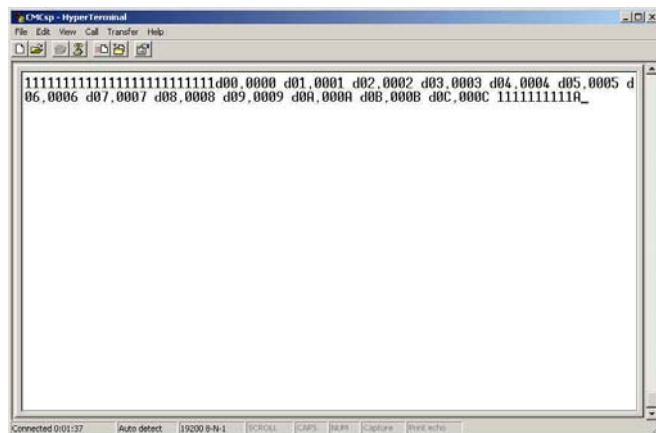 CMCsp - HyperTerminal
File Edit View Call Transfer Help
111111111111111111111111d00,0000 d01,0001 d02,0002 d03,0003 d04,0004 d05,0005 d
06,0006 d07,0007 d08,0008 d09,0009 d0A,000A d0B,000B d0C,000C 1111111111A_
Connected 0:01:37 Auto detect 19200 8-N-1 SCROLL CAPS NUM Capture Print echo